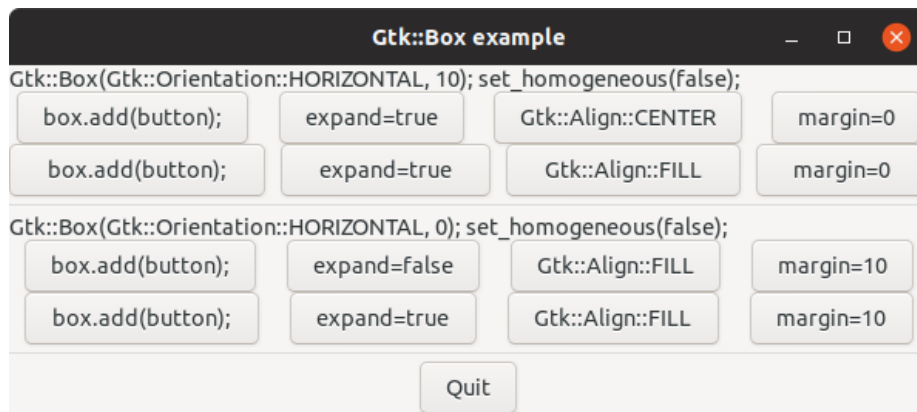 Gtk::Box example
Gtk::Box(Gtk::Orientation::HORIZONTAL, 10); set_homogeneous(false);
box.add(button); expand=true Gtk::Align::CENTER margin=0
box.add(button); expand=true Gtk::Align::FILL margin=0
Gtk::Box(Gtk::Orientation::HORIZONTAL, 0); set_homogeneous(false);
box.add(button); expand=false Gtk::Align::FILL margin=10
box.add(button); expand=true Gtk::Align::FILL margin=10
Quit